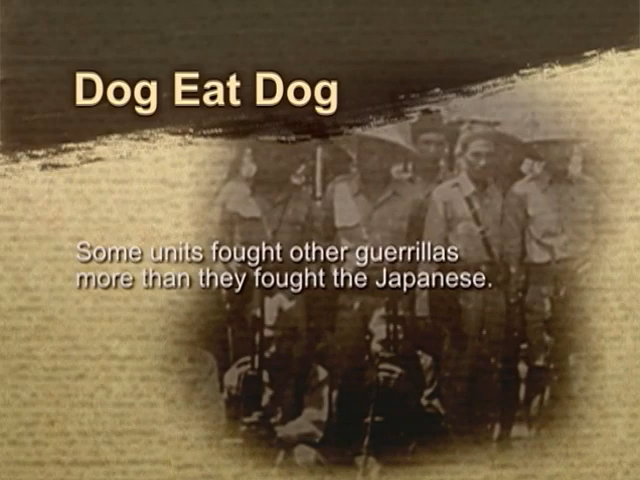 Dog Eat Dog
Some units fought other guerrillas
more than they fought the Japanese.